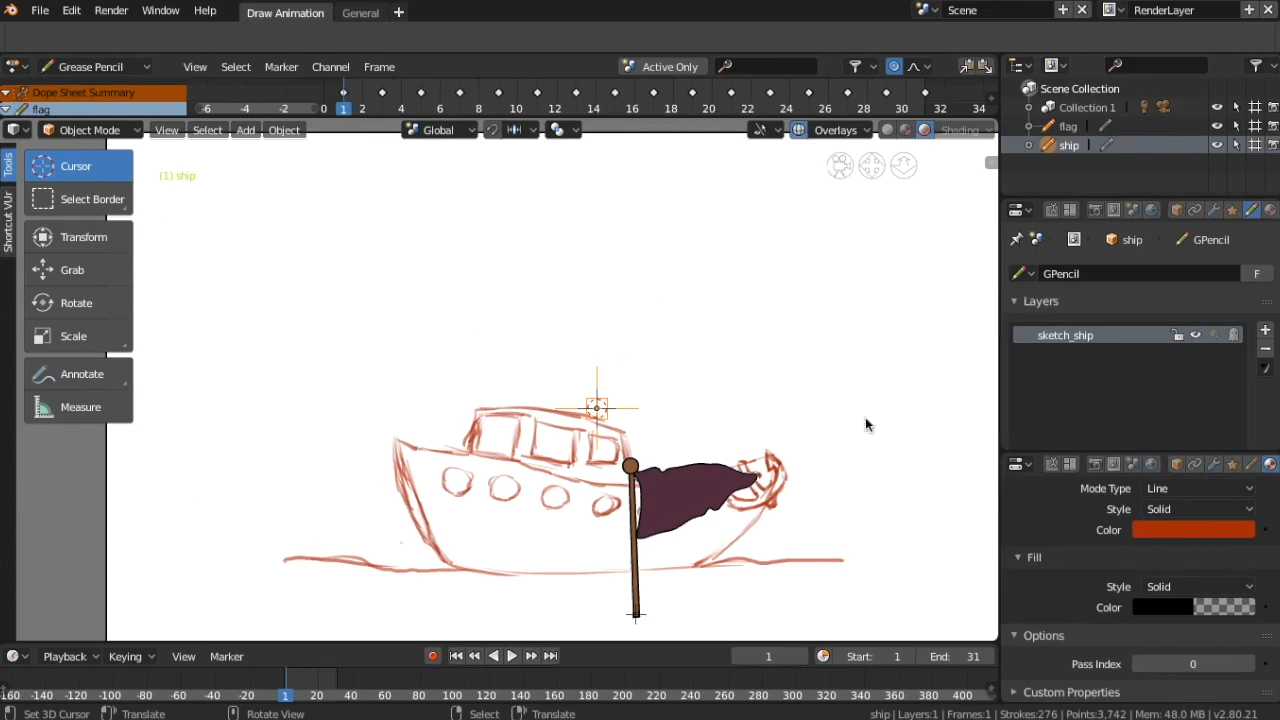 File Edit Render Window Help Draw Animation General Scene RenderLayer
Grease Pencil View Select Marker Channel Frame Active Only
Dope Sheet Summary
flag
-6 -4 -2 0 1 2 4 6 8 10 12 14 16 18 20 22 24 26 28 30 32 34
Object Mode View Select Add Object Global Overlays Shading
Scene Collection
Collection 1
flag
ship
Tools
Shortcut VUr
Cursor
Select Border
Transform
Grab
Rotate
Scale
Annotate
Measure
(1) ship
ship GPencil
GPencil F
Layers
sketch_ship
Mode Type Line
Style Solid
Color
Fill
Style Solid
Color
Options
Pass Index 0
Custom Properties
Playback Keying View Marker 1 Start: 1 End: 31
-160 -140 -120 -100 -80 -60 -40 -20 1 20 40 60 80 100 120 140 160 180 200 220 240 260 280 300 320 340 360 380 400
Set 3D Cursor Translate Rotate View Select Translate ship | Layers:1 | Frames:1 | Strokes:276 | Points:3,742 | Mem: 48.0 MB | v2.80.21